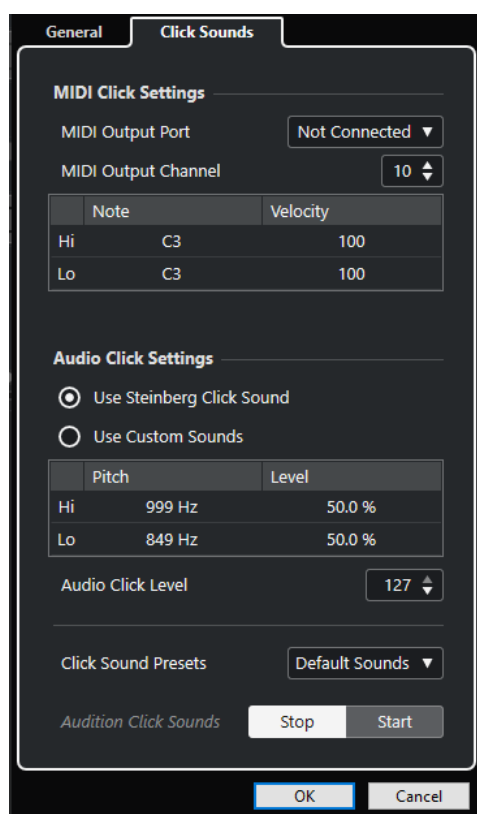 General Click Sounds
MIDI Click Settings
MIDI Output Port Not Connected
MIDI Output Channel 10
Note Velocity
Hi C3 100
Lo C3 100
Audio Click Settings
Use Steinberg Click Sound
Use Custom Sounds
Pitch Level
Hi 999 Hz 50.0 %
Lo 849 Hz 50.0 %
Audio Click Level 127
Click Sound Presets Default Sounds
Audition Click Sounds Stop Start
OK Cancel